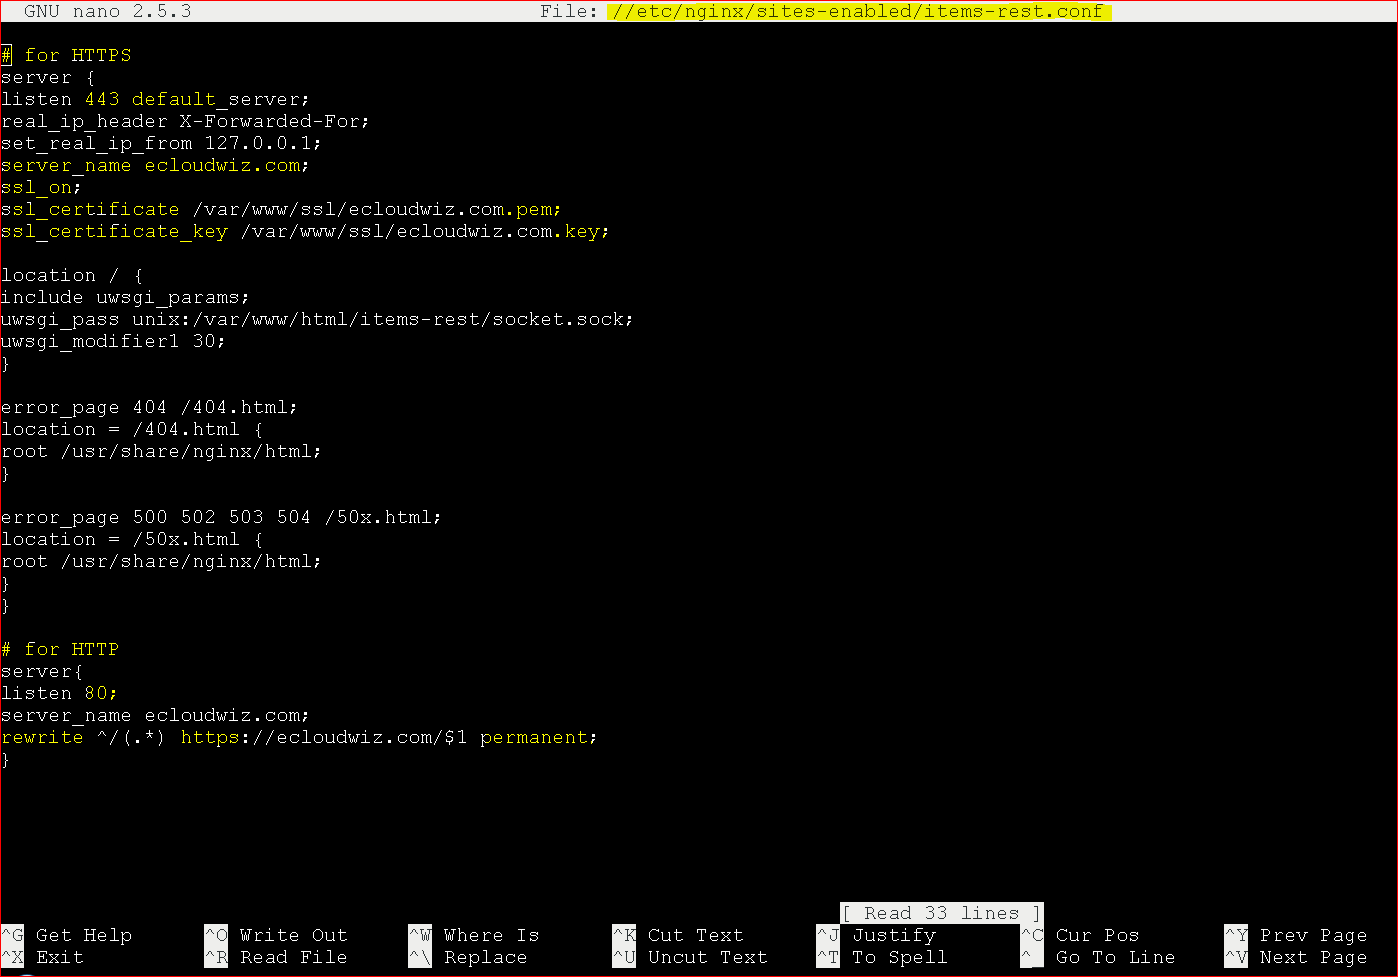 GNU nano 2.5.3 File: //etc/nginx/sites-enabled/items-rest.conf
# for HTTPS
server {
listen 443 default_server;
real_ip_header X-Forwarded-For;
set_real_ip_from 127.0.0.1;
server_name ecloudwiz.com;
ssl_on;
ssl_certificate /var/www/ssl/ecloudwiz.com.pem;
ssl_certificate_key /var/www/ssl/ecloudwiz.com.key;
location / {
include uwsgi_params;
uwsgi_pass unix:/var/www/html/items-rest/socket.sock;
uwsgi_modifier1 30;
}
error_page 404 /404.html;
location = /404.html {
root /usr/share/nginx/html;
}
error_page 500 502 503 504 /50x.html;
location = /50x.html {
root /usr/share/nginx/html;
}
}
# for HTTP
server{
listen 80;
server_name ecloudwiz.com;
rewrite ^/(.*) https://ecloudwiz.com/$1 permanent;
}
[ Read 33 lines ]
^G Get Help ^O Write Out ^W Where Is ^K Cut Text ^J Justify ^C Cur Pos ^Y Prev Page
^X Exit ^R Read File ^\ Replace ^U Uncut Text ^T To Spell ^_ Go To Line ^V Next Page